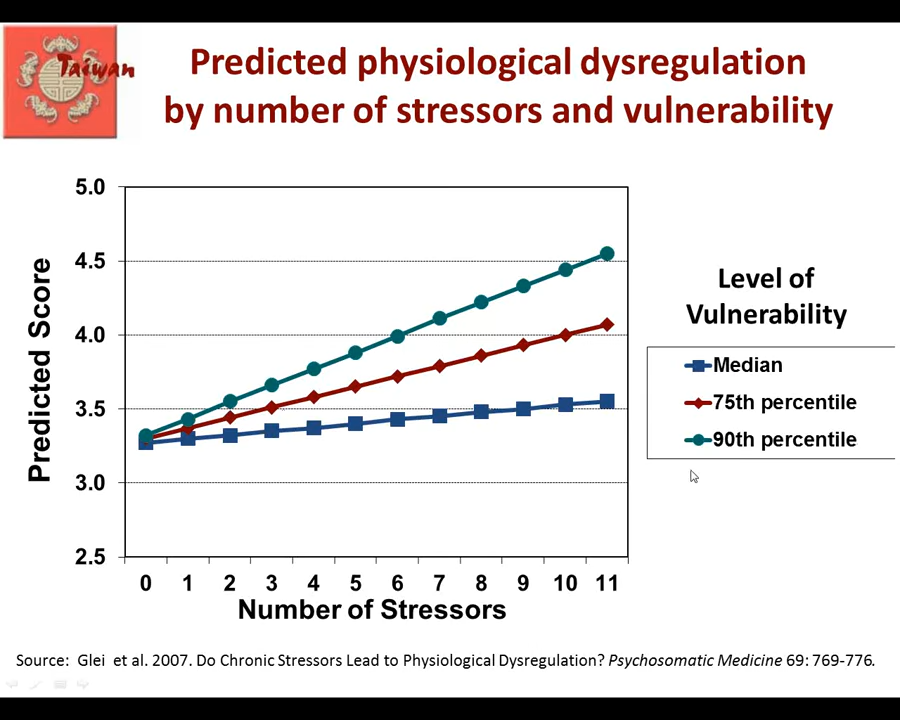 Taiwan
Predicted physiological dysregulation
by number of stressors and vulnerability
5.0
4.5
4.0
3.5
3.0
2.5
Predicted Score
0 1 2 3 4 5 6 7 8 9 10 11
Number of Stressors
Level of
Vulnerability
Median
75th percentile
90th percentile
Source: Glei et al. 2007. Do Chronic Stressors Lead to Physiological Dysregulation? Psychosomatic Medicine 69: 769-776.